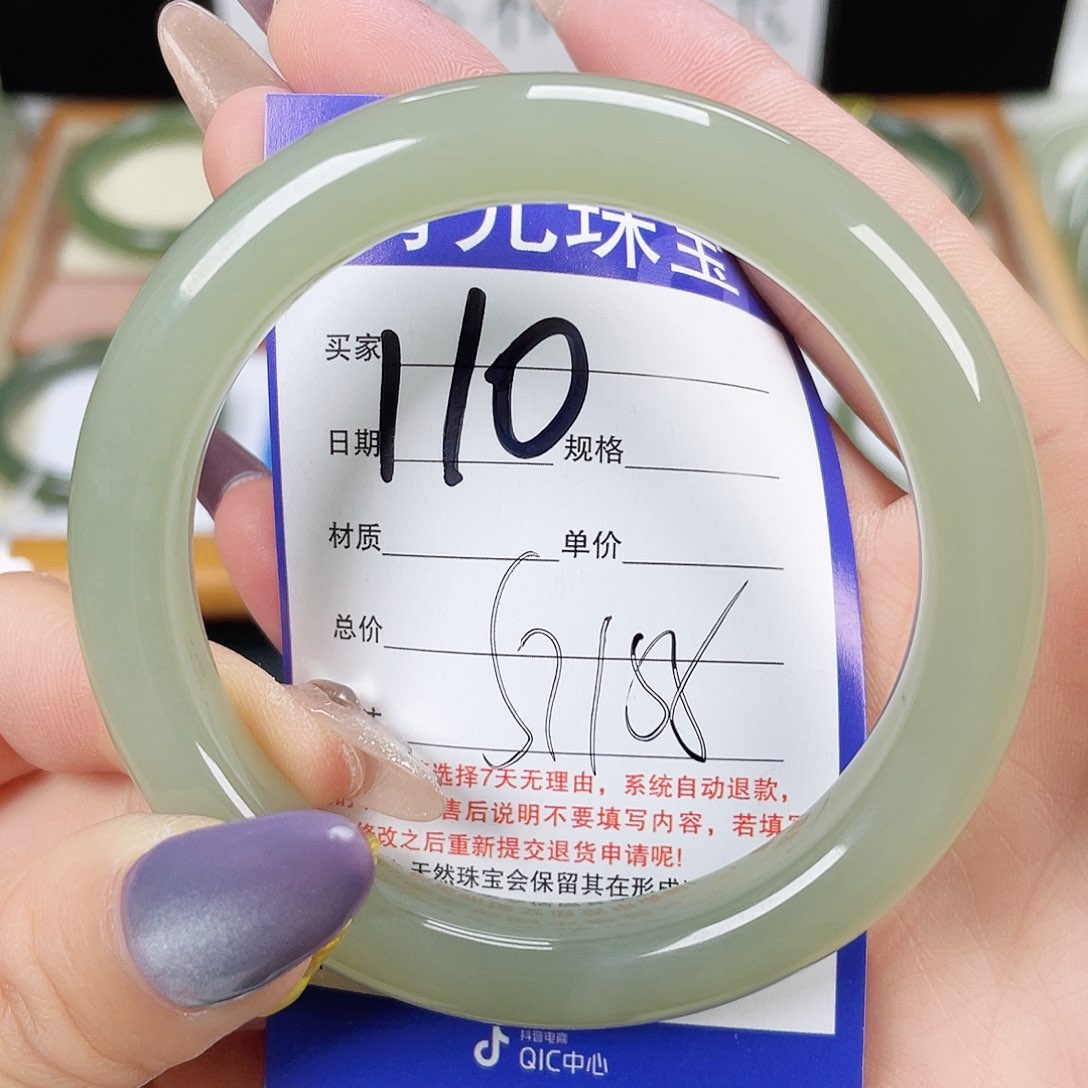 元珠宝
买家
110
日期 规格
材质 单价
总价
选择7天无理由，系统自动退款，
害后说明不要填写内容，若填写
修改之后重新提交退货申请呢!
天然珠宝会保留其在形成
抖音电商
QIC中心